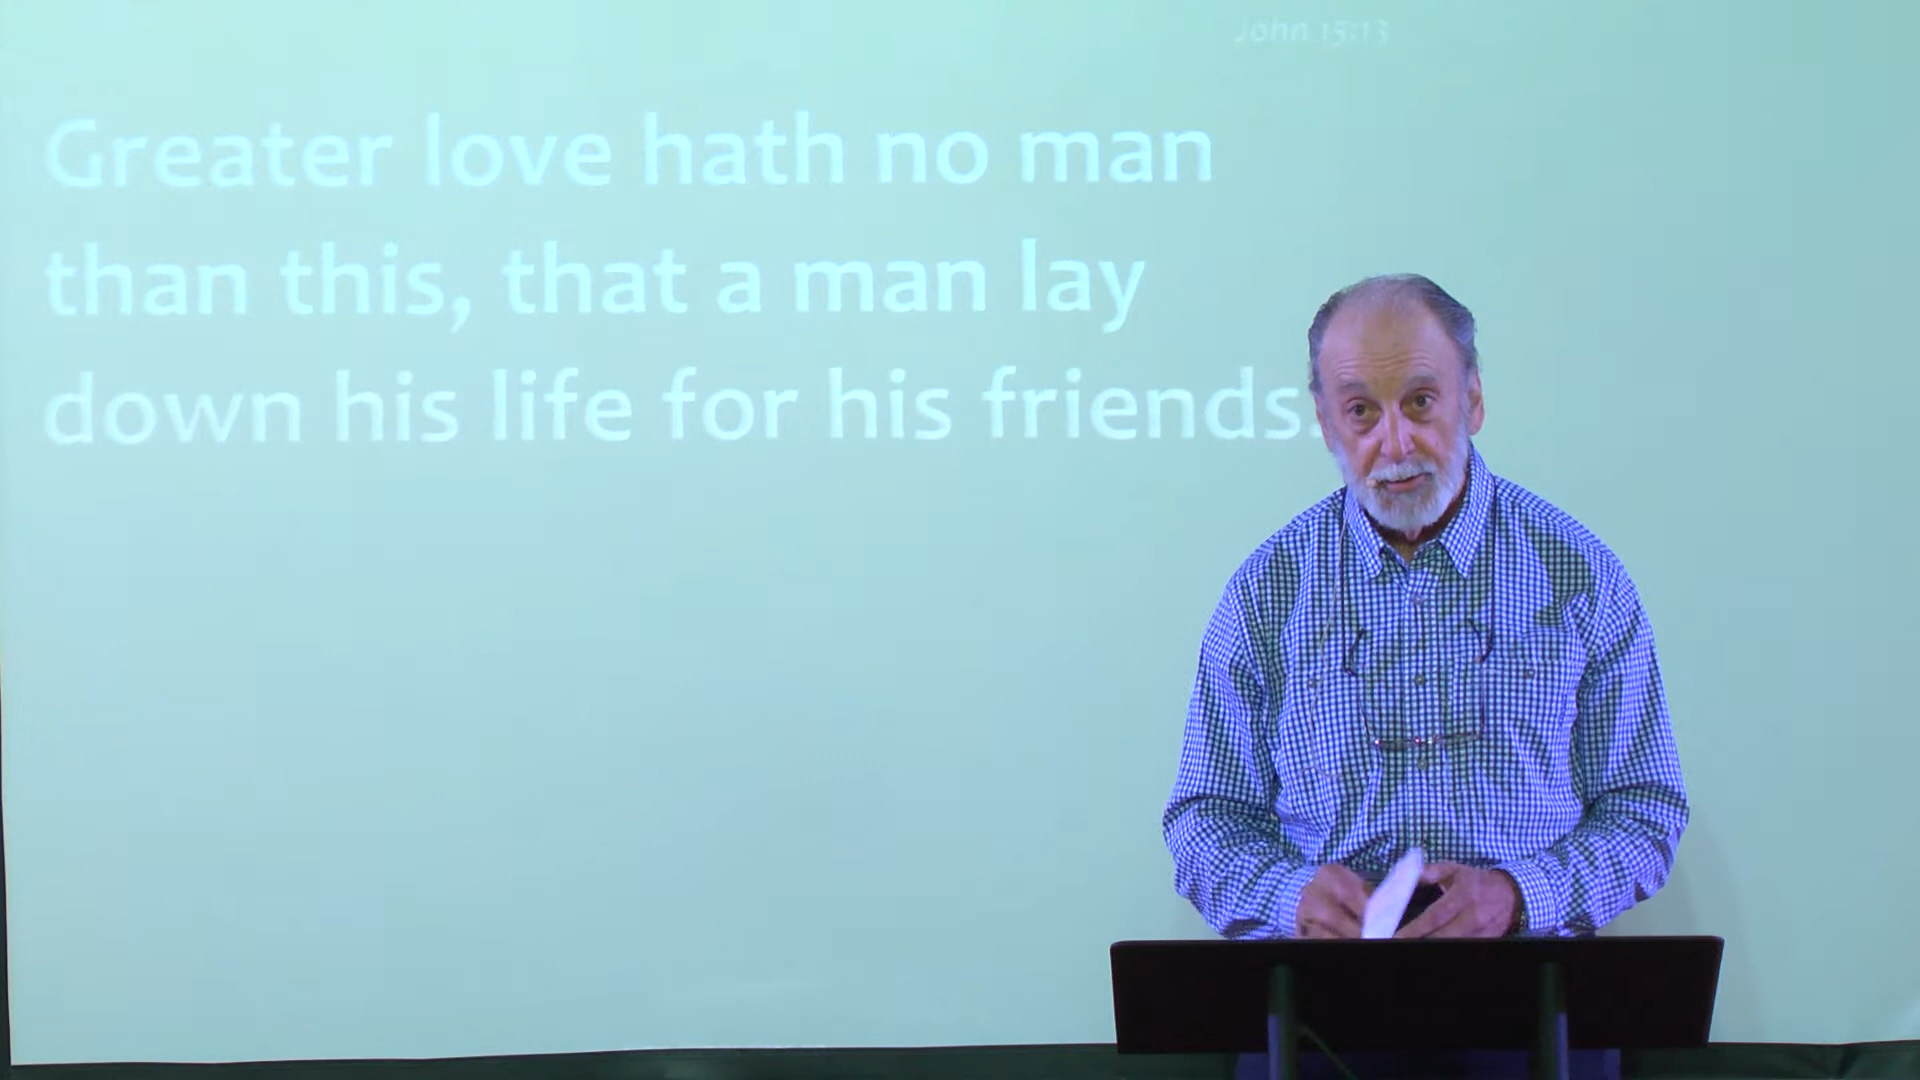 John 15:13
Greater love hath no man
than this, that a man lay
down his life for his friends.